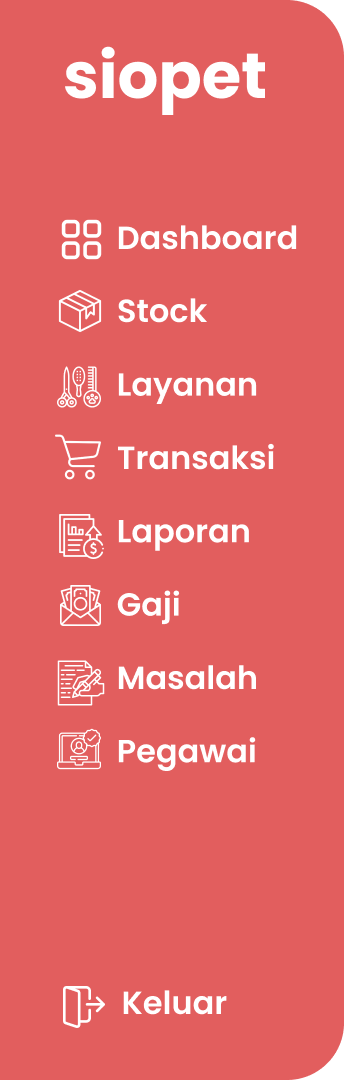 siopet
Dashboard
Stock
Layanan
Transaksi
Laporan
Gaji
Masalah
Pegawai
Keluar